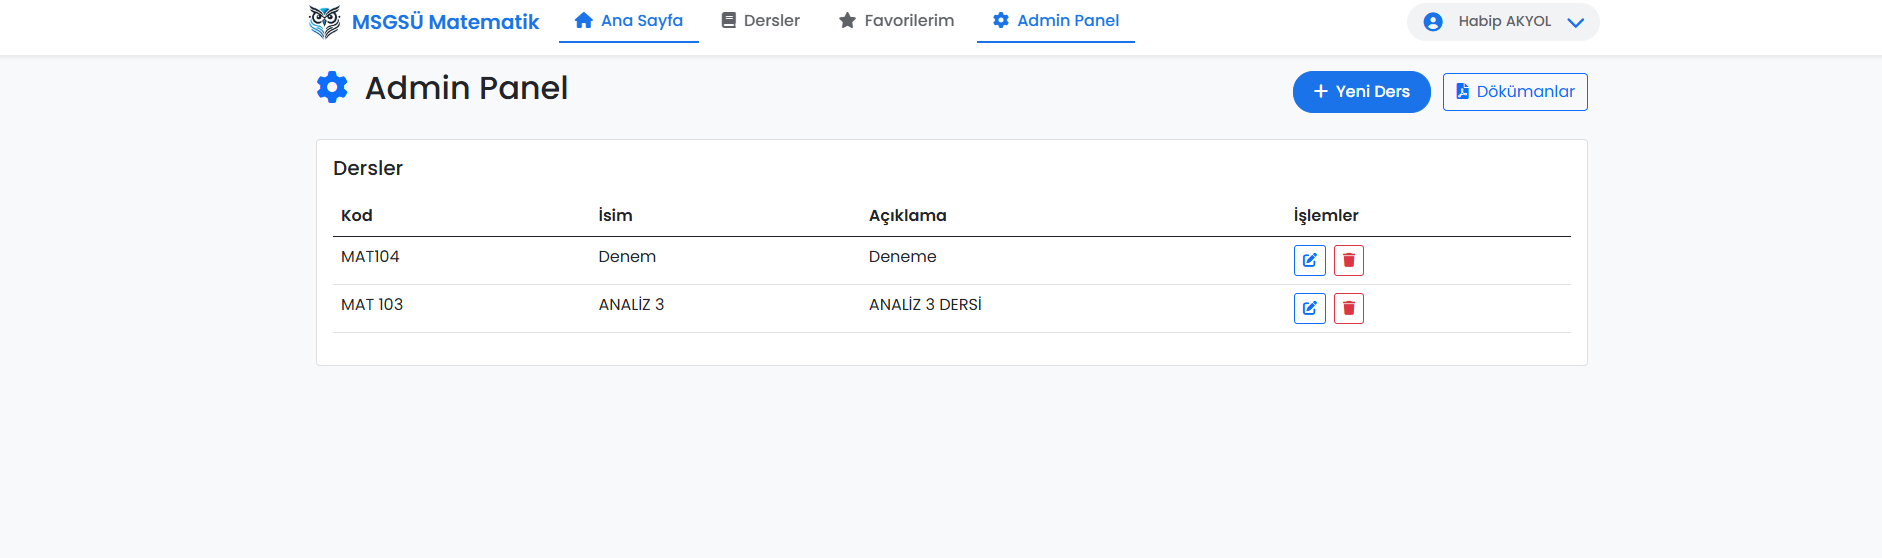 MSGSÜ Matematik Ana Sayfa Dersler Favorilerim Admin Panel Habip AKYOL
Admin Panel + Yeni Ders Dökümanlar
Dersler
Kod İsim Açıklama İşlemler
MAT104 Denem Deneme
MAT 103 ANALİZ 3 ANALİZ 3 DERSİ